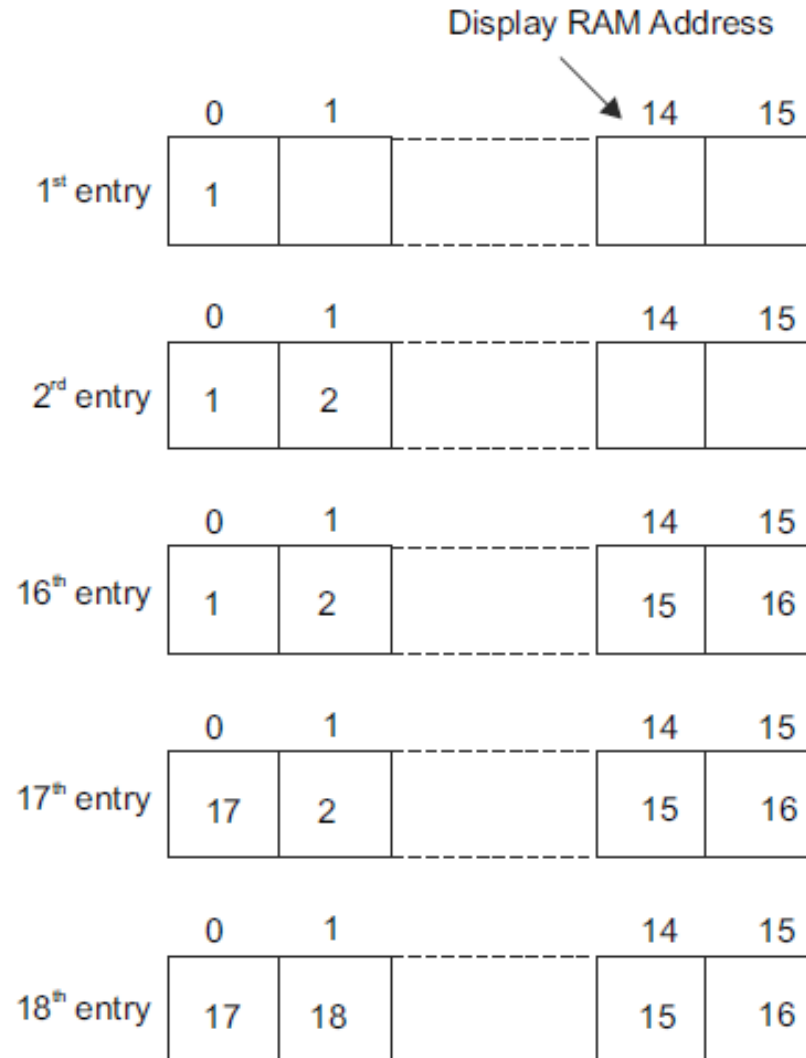 Display RAM Address
0 1 14 15
1st entry 1
0 1 14 15
2rd entry 1 2
0 1 14 15
16th entry 1 2 15 16
0 1 14 15
17th entry 17 2 15 16
0 1 14 15
18th entry 17 18 15 16